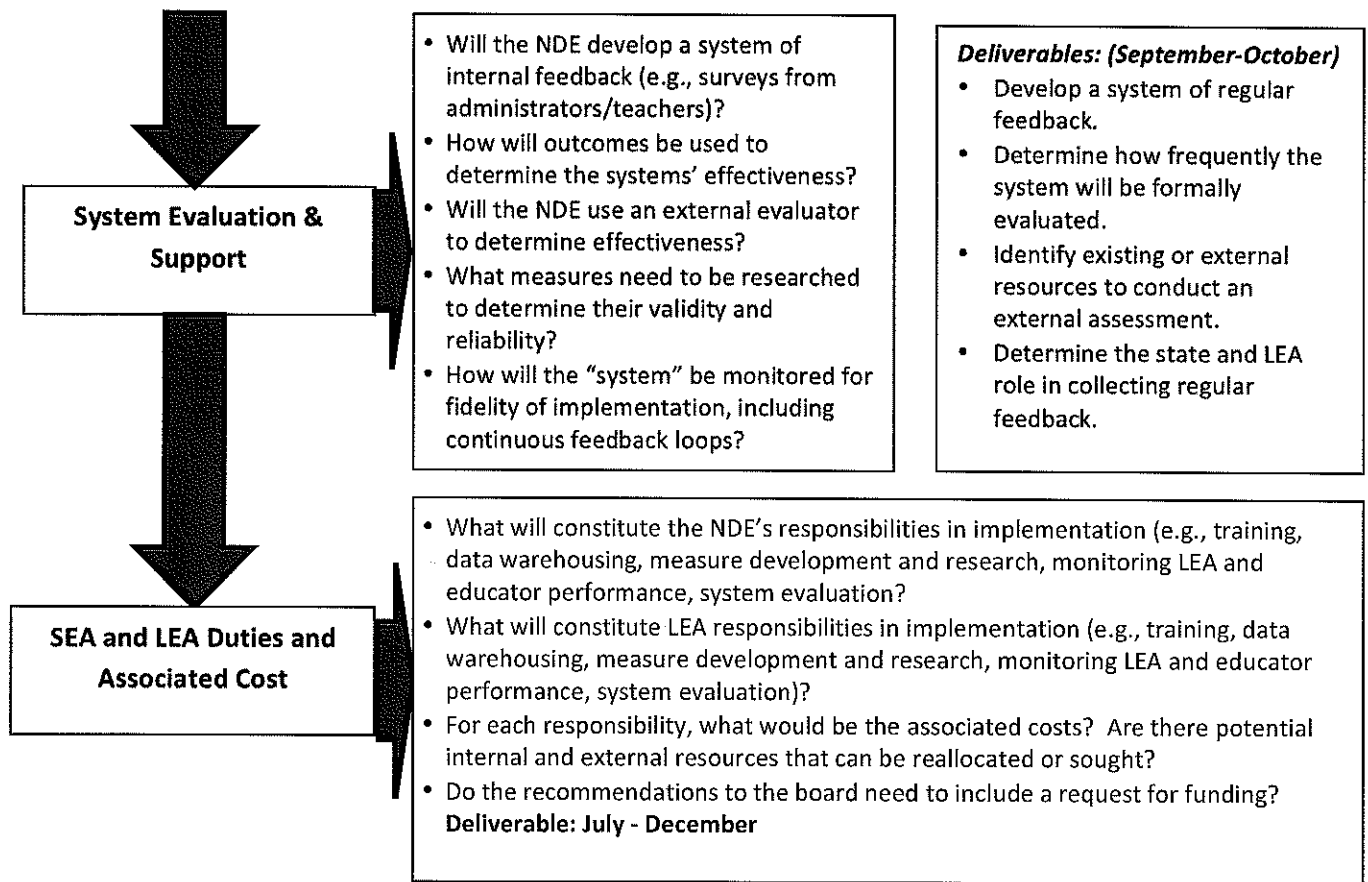 System Evaluation &
Support
• Will the NDE develop a system of
internal feedback (e.g., surveys from
administrators/teachers)?
• How will outcomes be used to
determine the systems' effectiveness?
• Will the NDE use an external evaluator
to determine effectiveness?
• What measures need to be researched
to determine their validity and
reliability?
• How will the "system" be monitored for
fidelity of implementation, including
continuous feedback loops?
Deliverables: (September-October)
• Develop a system of regular
feedback.
• Determine how frequently the
system will be formally
evaluated.
• Identify existing or external
resources to conduct an
external assessment.
• Determine the state and LEA
role in collecting regular
feedback.
SEA and LEA Duties and
Associated Cost
• What will constitute the NDE's responsibilities in implementation (e.g., training,
data warehousing, measure development and research, monitoring LEA and
educator performance, system evaluation?
• What will constitute LEA responsibilities in implementation (e.g., training, data
warehousing, measure development and research, monitoring LEA and educator
performance, system evaluation)?
• For each responsibility, what would be the associated costs?  Are there potential
internal and external resources that can be reallocated or sought?
• Do the recommendations to the board need to include a request for funding?
Deliverable: July - December